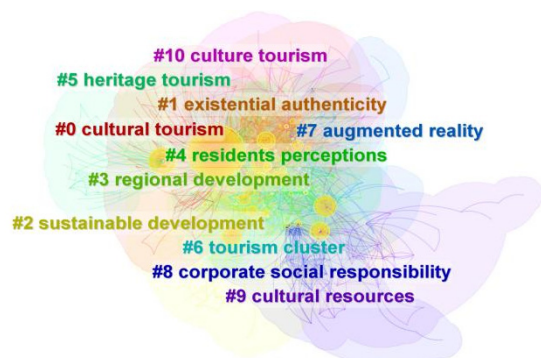 #10 culture tourism
#5 heritage tourism
#1 existential authenticity
#0 cultural tourism
#7 augmented reality
#4 residents perceptions
#3 regional development
#2 sustainable development
#6 tourism cluster
#8 corporate social responsibility
#9 cultural resources